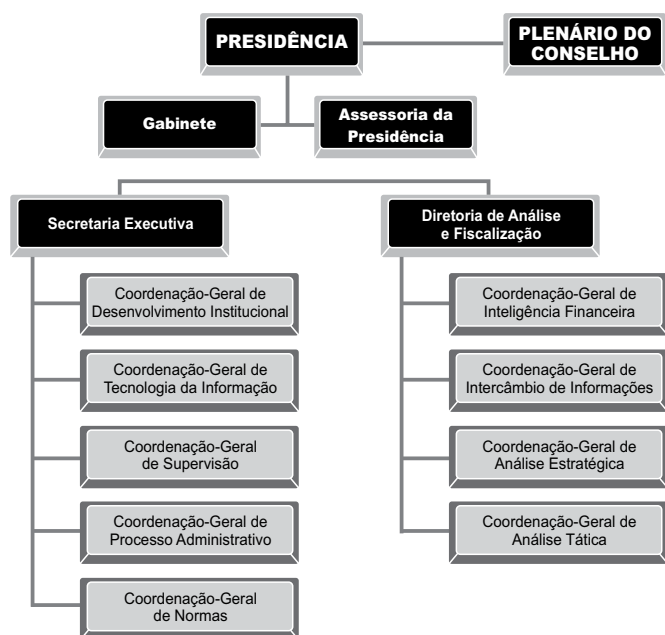 PRESIDÊNCIA
PLENÁRIO DO
CONSELHO
Gabinete
Assessoria da
Presidência
Secretaria Executiva
Diretoria de Análise
e Fiscalização
Coordenação-Geral de
Desenvolvimento Institucional
Coordenação-Geral de
Tecnologia da Informação
Coordenação-Geral
de Supervisão
Coordenação-Geral de
Processo Administrativo
Coordenação-Geral
de Normas
Coordenação-Geral de
Inteligência Financeira
Coordenação-Geral de
Intercâmbio de Informações
Coordenação-Geral de
Análise Estratégica
Coordenação-Geral de
Análise Tática